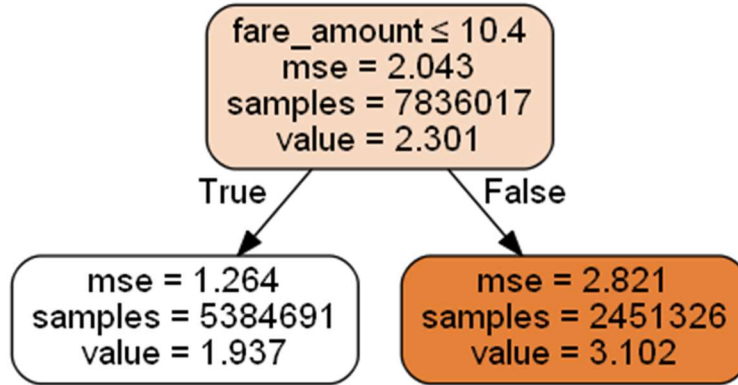 fare_amount ≤ 10.4
mse = 2.043
samples = 7836017
value = 2.301
True
False
mse = 1.264
samples = 5384691
value = 1.937
mse = 2.821
samples = 2451326
value = 3.102